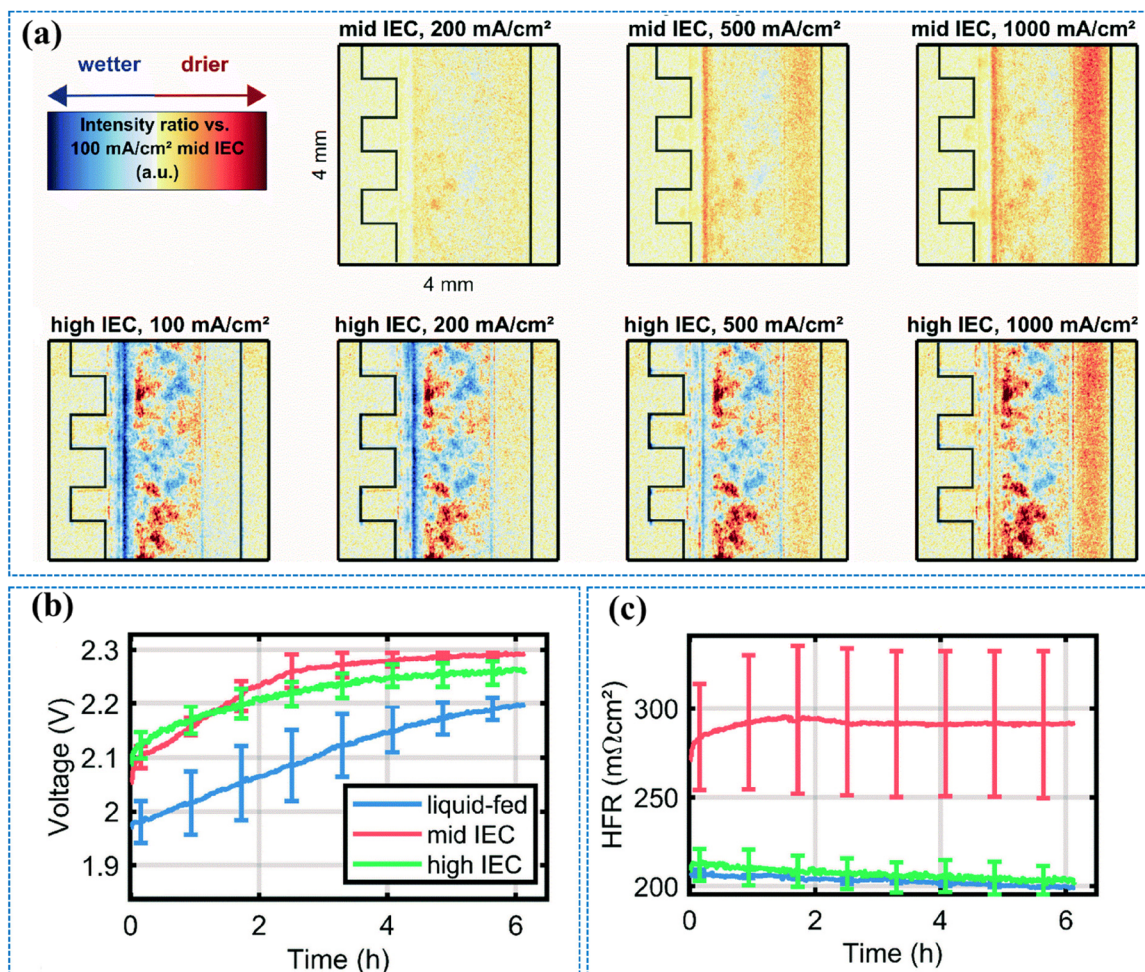 (a)
wetter drier
Intensity ratio vs.
100 mA/cm² mid IEC
(a.u.)
mid IEC, 200 mA/cm²
mid IEC, 500 mA/cm²
mid IEC, 1000 mA/cm²
4 mm
4 mm
high IEC, 100 mA/cm²
high IEC, 200 mA/cm²
high IEC, 500 mA/cm²
high IEC, 1000 mA/cm²
(b)
Voltage (V)
2.3
2.2
2.1
2
1.9
liquid-fed
mid IEC
high IEC
0 2 4 6
Time (h)
(c)
HFR (mΩcm²)
300
250
200
0 2 4 6
Time (h)